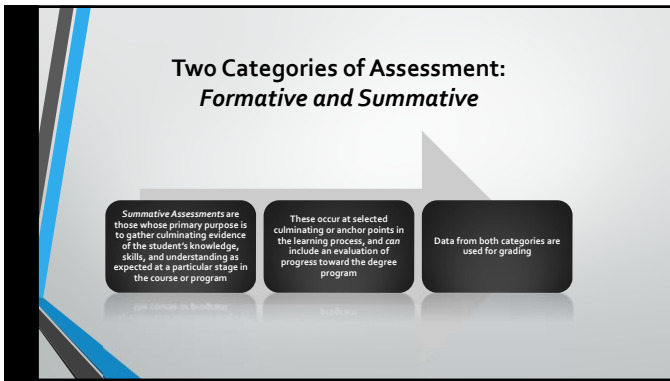 Two Categories of Assessment:
Formative and Summative
Summative Assessments are
those whose primary purpose is
to gather culminating evidence
of the student's knowledge,
skills, and understanding as
expected at a particular stage in
the course or program
These occur at selected
culminating or anchor points in
the learning process, and can
include an evaluation of
progress toward the degree
program
Data from both categories are
used for grading